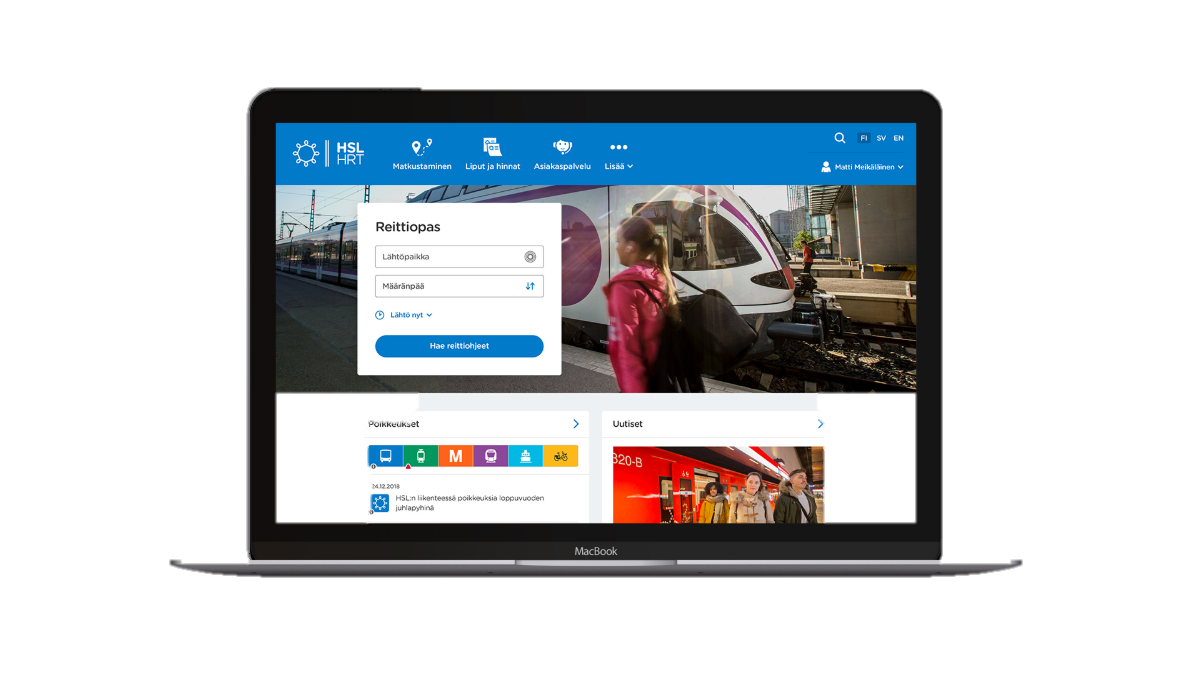 HSL
HRT
Matkustaminen
Liput ja hinnat
Asiakaspalvelu
Lisää
FI SV EN
Matti Meikäläinen
Reittiopas
Lähtöpaikka
Määränpää
Lähtö nyt
Hae reittiohjeet
Poikkeukset
M
24.12.2018
HSL:n liikenteessä poikkeuksia loppuvuoden
juhlapyhinä
Uutiset
B20-B
MacBook